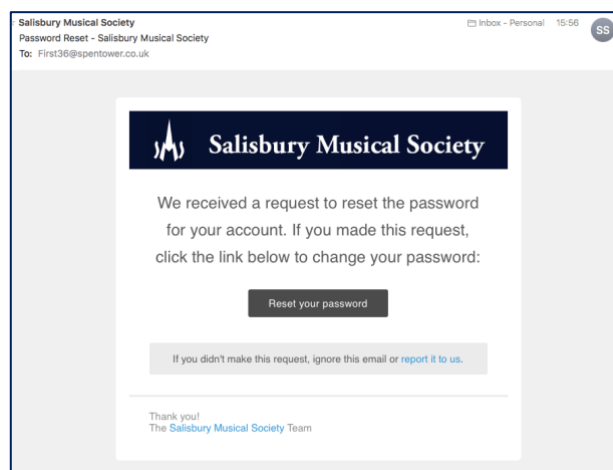 Salisbury Musical Society
Inbox - Personal 15:56
SS
Password Reset - Salisbury Musical Society
To: First36@spentower.co.uk
Salisbury Musical Society
We received a request to reset the password
for your account. If you made this request,
click the link below to change your password:
Reset your password
If you didn't make this request, ignore this email or report it to us.
Thank you!
The Salisbury Musical Society Team